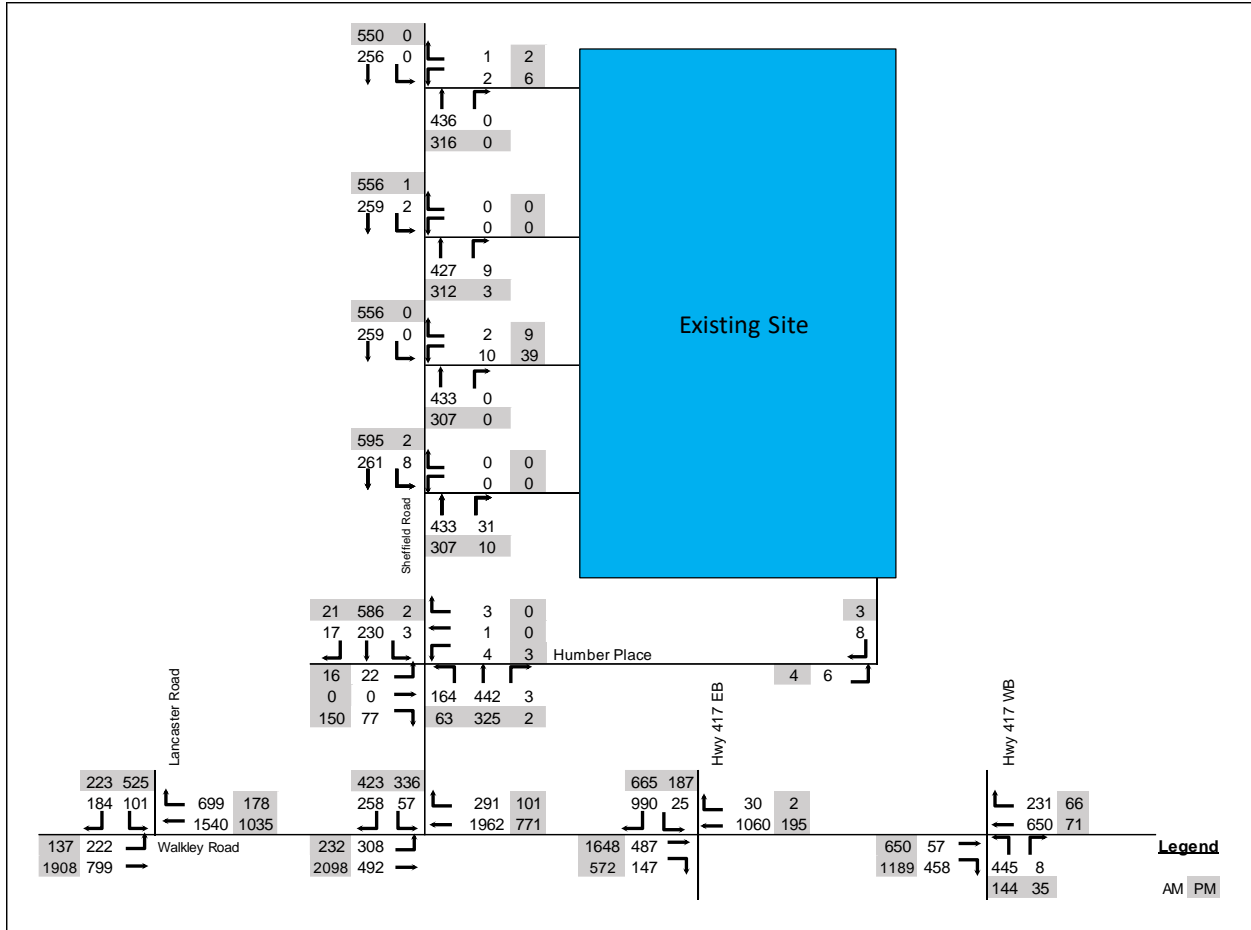 550 0
256 0 1 2
2 6
436 0
316 0
556 1
259 2 0 0
0 0
427 9
312 3
556 0
259 0 2 9
10 39
433 0
307 0
595 2
261 8 0 0
0 0
433 31
307 10
Existing Site
Sheffield Road
21 586 2 3 0
17 230 3 1 0
4 3
Humber Place
3
8
4 6
16 22
0 0 164 442 3
150 77 63 325 2
Lancaster Road
Hwy 417 EB
Hwy 417 WB
223 525 423 336 665 187
184 101 699 178 258 57 291 101 990 25 30 2 231 66
1540 1035 1962 771 1060 195 650 71
137 222 Walkley Road 232 308 1648 487 650 57 Legend
1908 799 2098 492 572 147 1189 458 445 8
144 35 AM PM